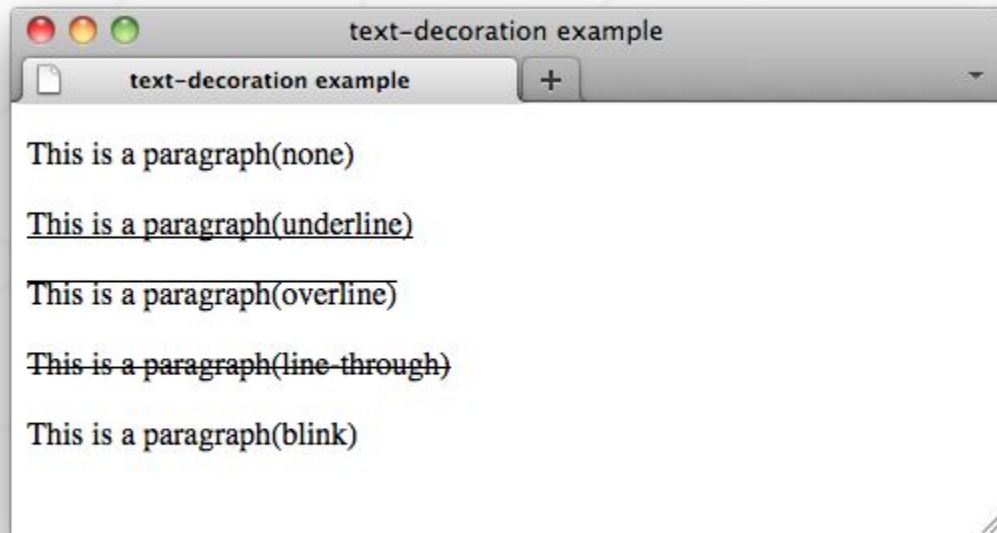 text-decoration example
text-decoration example
This is a paragraph(none)
This is a paragraph(underline)
This is a paragraph(overline)
This is a paragraph(line-through)
This is a paragraph(blink)